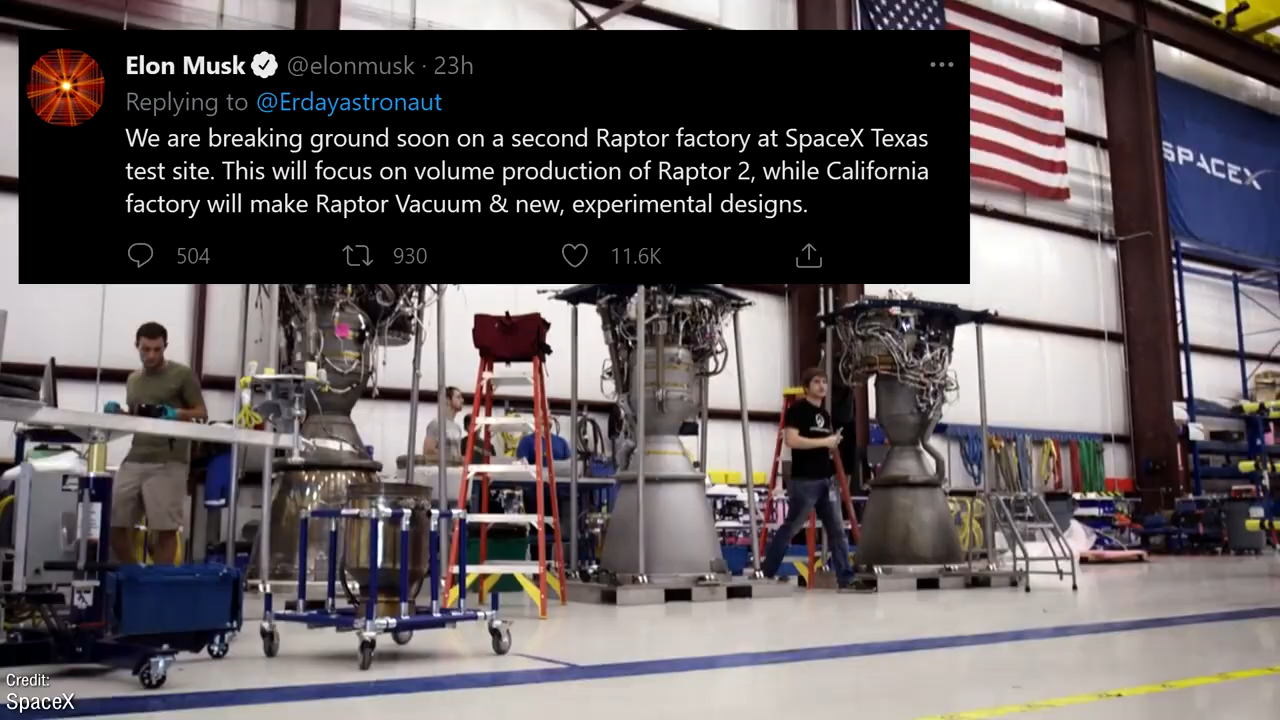 Elon Musk @elonmusk · 23h
Replying to @Erdayastronaut
We are breaking ground soon on a second Raptor factory at SpaceX Texas
test site. This will focus on volume production of Raptor 2, while California
factory will make Raptor Vacuum & new, experimental designs.
504 930 11.6K
SPACEX
Credit:
SpaceX